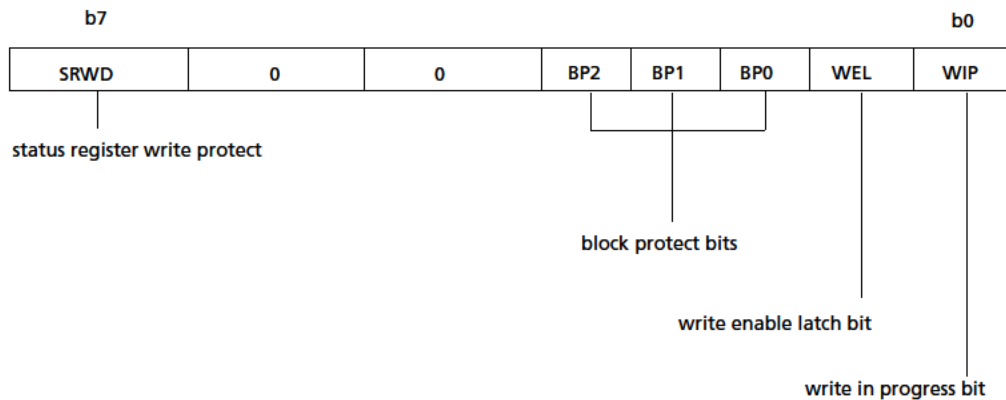 b7 b0
SRWD 0 0 BP2 BP1 BP0 WEL WIP
status register write protect
block protect bits
write enable latch bit
write in progress bit